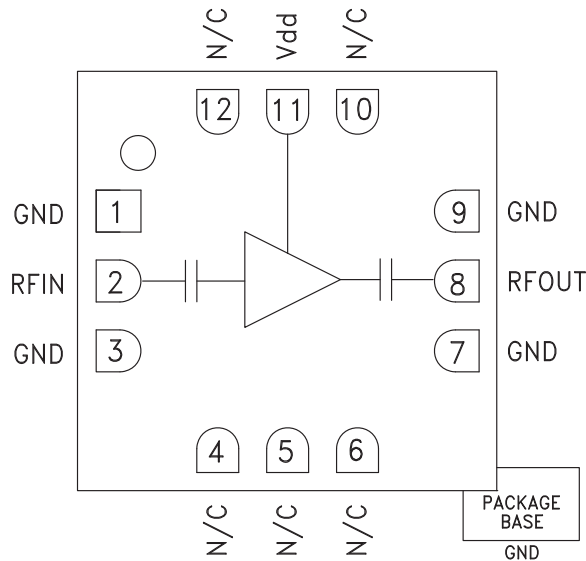 N/C
Vdd
N/C
12
11
10
GND
1
9
GND
RFIN
2
8
RFOUT
GND
3
7
GND
4
5
6
N/C
N/C
N/C
PACKAGE
BASE
GND